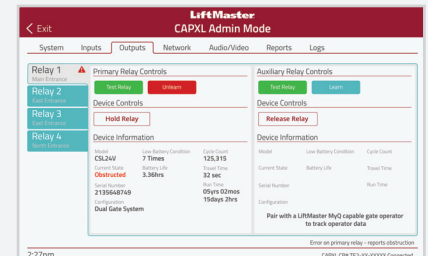 LiftMaster
Exit
CAPXL Admin Mode
System Inputs Outputs Network Audio/Video Reports Logs
Relay 1
Main Entrance
Relay 2
East Entrance
Relay 3
East Entrance
Relay 4
North Entrance
Primary Relay Controls
Test Relay Unlearn
Device Controls
Hold Relay
Device Information
Model Low Battery Condition Cycle Count
CSL24V 7 Times 125,315
Current State Battery Life Travel Time
Obstructed 3.36hrs 32 sec
Serial Number Run Time
2135648749 05yrs 02mos
15days 2hrs
Configuration
Dual Gate System
Auxiliary Relay Controls
Test Relay Learn
Device Controls
Release Relay
Device Information
Model Low Battery Condition Cycle Count
Current State Battery Life Travel Time
Serial Number Run Time
Configuration
Pair with a LiftMaster MyQ capable gate operator
to track operator data
Error on primary relay - reports obstruction
2:27pm